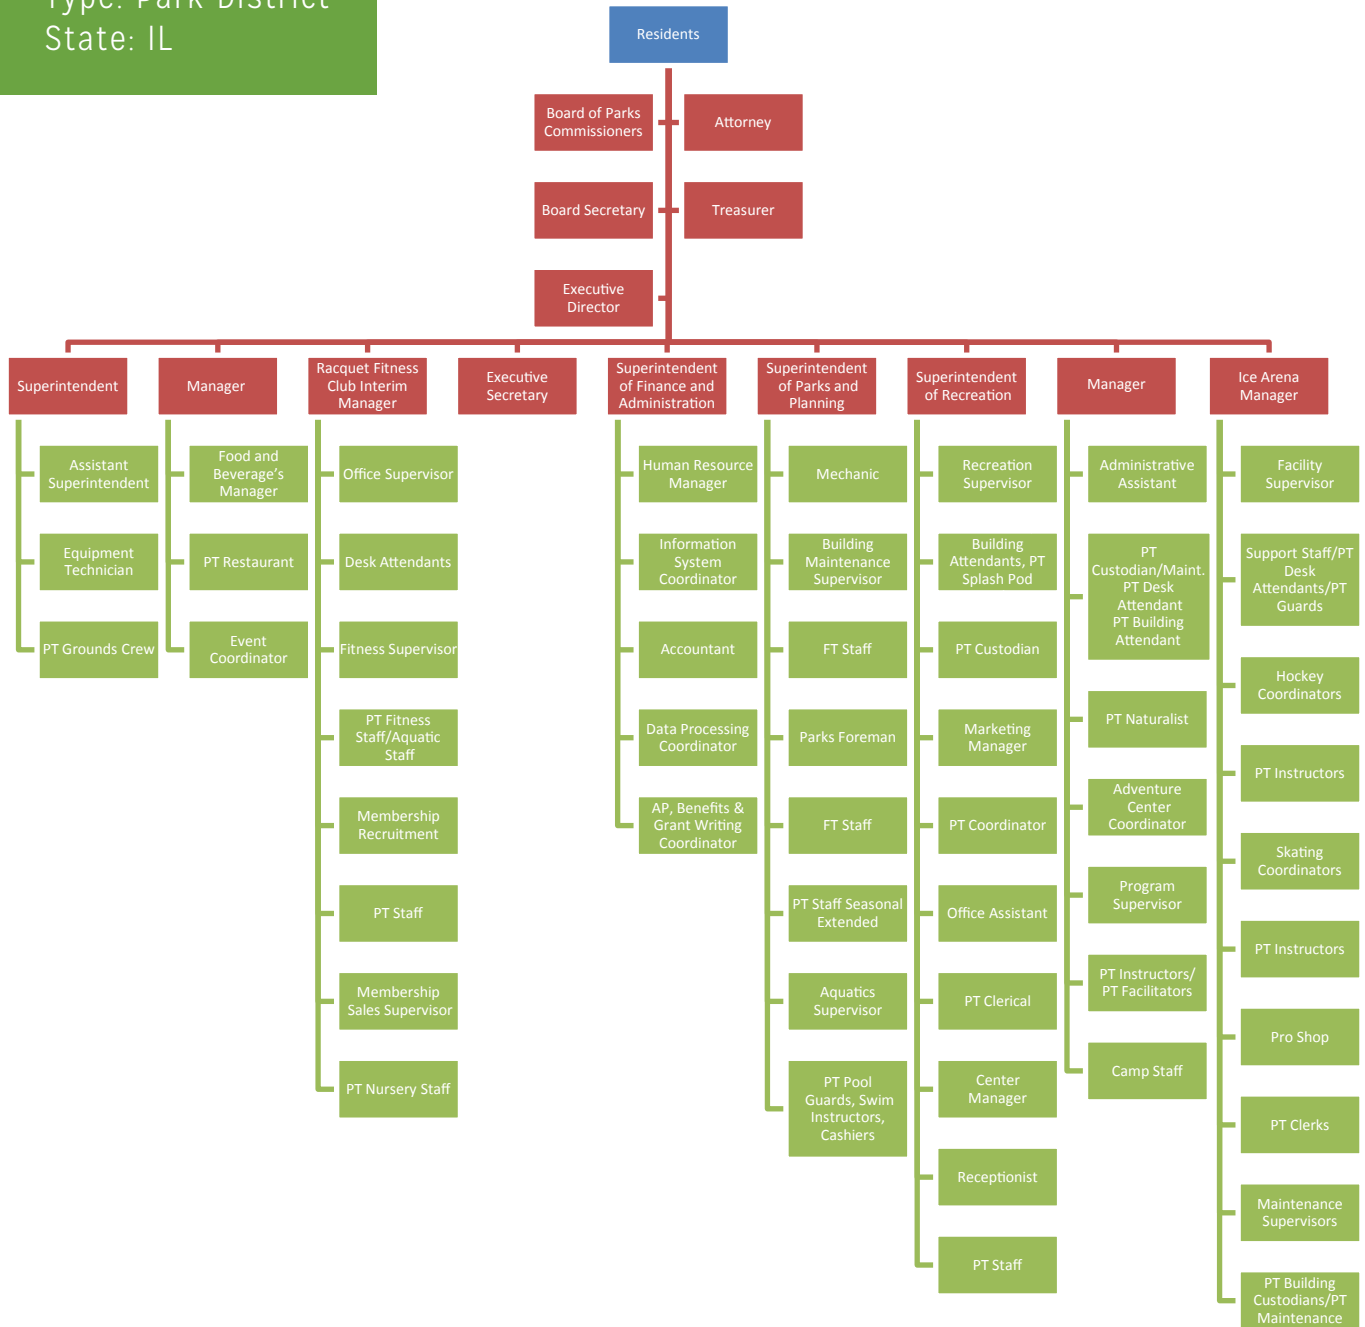 Type: Park District
State: IL
Residents
Board of Parks
Commissioners
Attorney
Board Secretary
Treasurer
Executive
Director
Superintendent
Manager
Racquet Fitness
Club Interim
Manager
Executive
Secretary
Superintendent
of Finance and
Administration
Superintendent
of Parks and
Planning
Superintendent
of Recreation
Manager
Ice Arena
Manager
Assistant
Superintendent
Equipment
Technician
PT Grounds Crew
Food and
Beverage’s
Manager
PT Restaurant
Event
Coordinator
Office Supervisor
Desk Attendants
Fitness Supervisor
PT Fitness
Staff/Aquatic
Staff
Membership
Recruitment
PT Staff
Membership
Sales Supervisor
PT Nursery Staff
Human Resource
Manager
Information
System
Coordinator
Accountant
Data Processing
Coordinator
AP, Benefits &
Grant Writing
Coordinator
Mechanic
Building
Maintenance
Supervisor
FT Staff
Parks Foreman
FT Staff
PT Staff Seasonal
Extended
Aquatics
Supervisor
PT Pool
Guards, Swim
Instructors,
Cashiers
Recreation
Supervisor
Building
Attendants, PT
Splash Pod
PT Custodian
Marketing
Manager
PT Coordinator
Office Assistant
PT Clerical
Center
Manager
Receptionist
PT Staff
Administrative
Assistant
PT
Custodian/Maint.
PT Desk
Attendant
PT Building
Attendant
PT Naturalist
Adventure
Center
Coordinator
Program
Supervisor
PT Instructors/
PT Facilitators
Camp Staff
Facility
Supervisor
Support Staff/PT
Desk
Attendants/PT
Guards
Hockey
Coordinators
PT Instructors
Skating
Coordinators
PT Instructors
Pro Shop
PT Clerks
Maintenance
Supervisors
PT Building
Custodians/PT
Maintenance